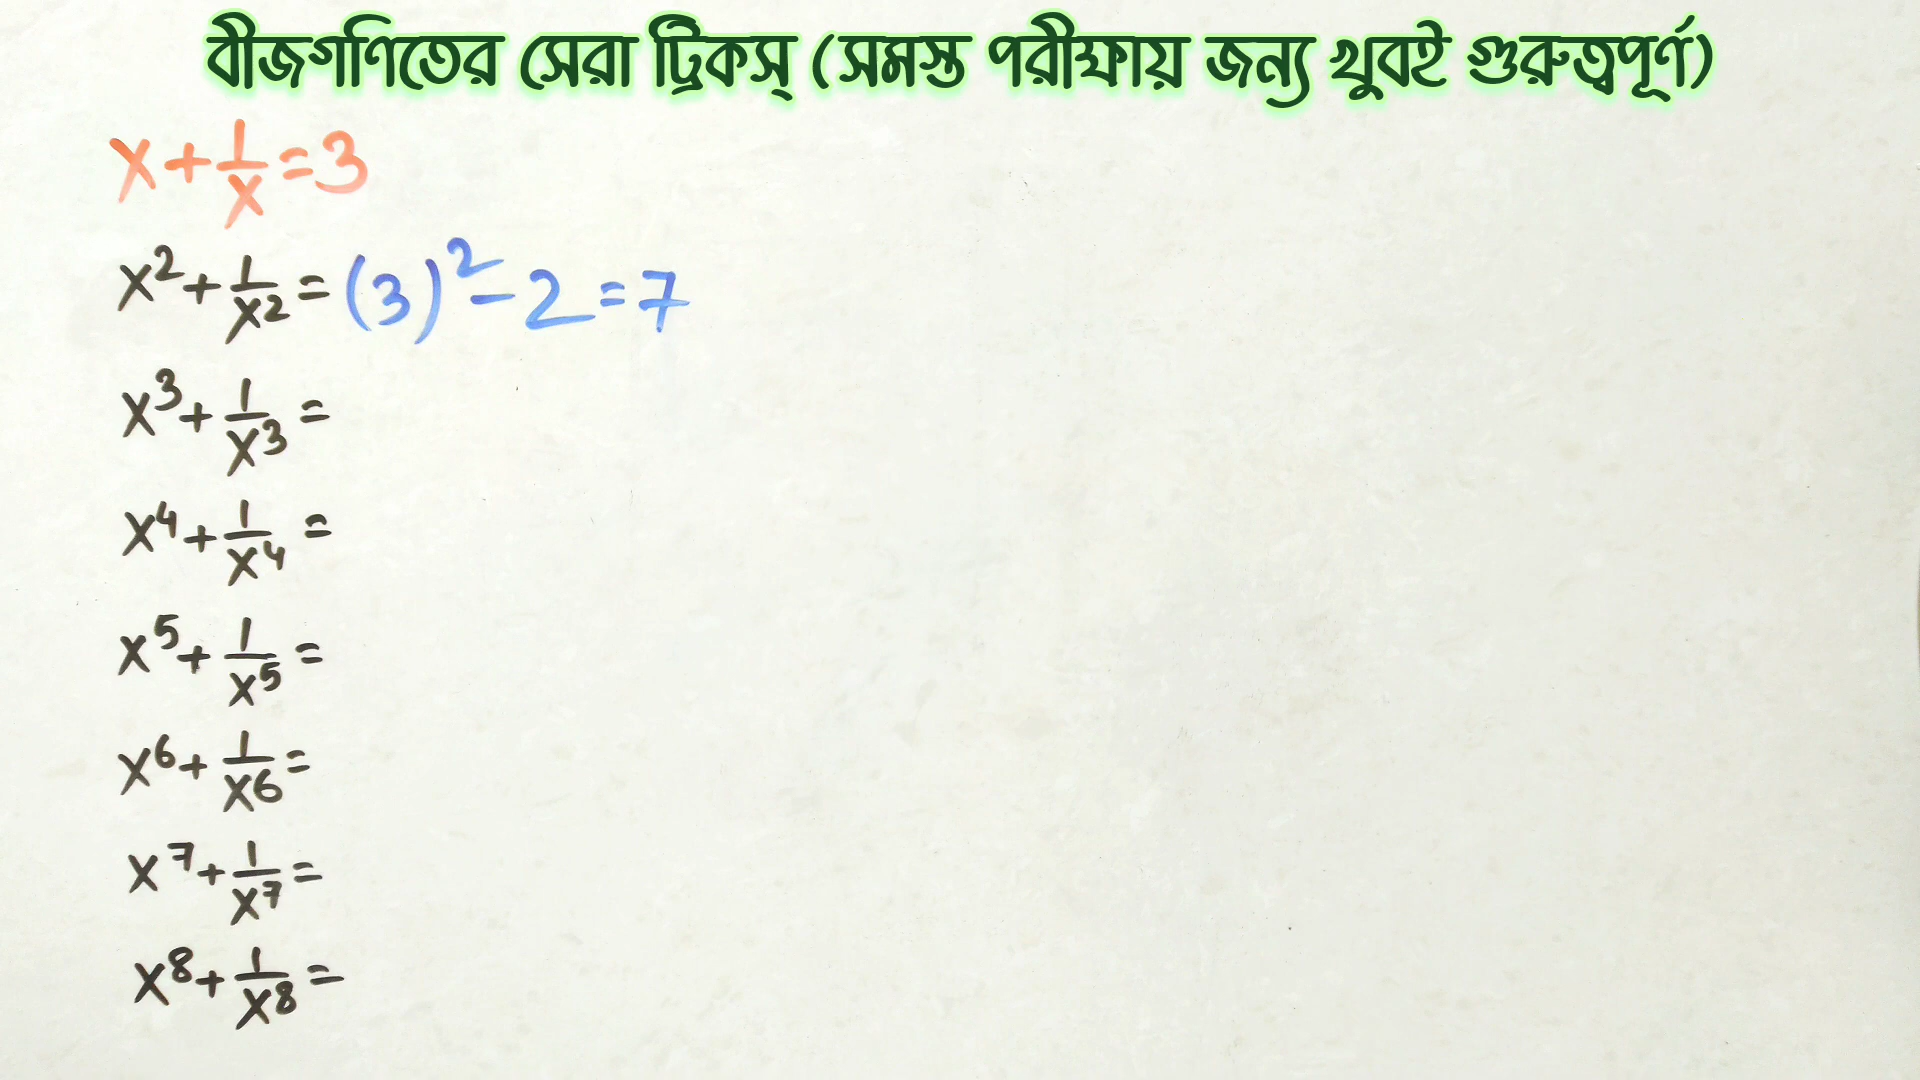 বীজগণিতের সেরা ট্রিকস্ (সমস্ত পরীক্ষায় জন্য খুবই গুরুত্বপূর্ণ)
x + 1/x = 3
x² + 1/x² = (3)² - 2 = 7
x³ + 1/x³ =
x⁴ + 1/x⁴ =
x⁵ + 1/x⁵ =
x⁶ + 1/x⁶ =
x⁷ + 1/x⁷ =
x⁸ + 1/x⁸ =